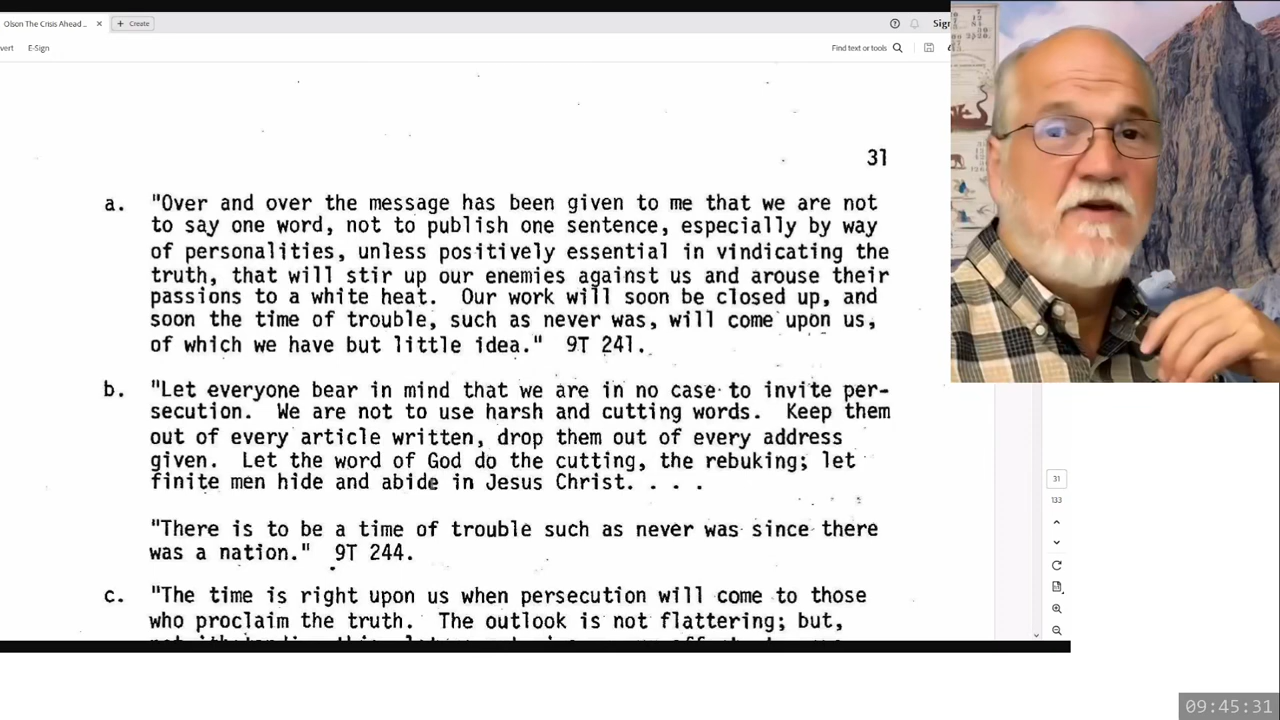 Olson The Crisis Ahead ..
Create
Sign
vert
E-Sign
Find text or tools
31
a. "Over and over the message has been given to me that we are not
to say one word, not to publish one sentence, especially by way
of personalities, unless positively essential in vindicating the
truth, that will stir up our enemies against us and arouse their
passions to a white heat. Our work will soon be closed up, and
soon the time of trouble, such as never was, will come upon us,
of which we have but little idea." 9T 241.
b. "Let everyone bear in mind that we are in no case to invite per-
secution. We are not to use harsh and cutting words. Keep them
out of every article written, drop them out of every address
given. Let the word of God do the cutting, the rebuking; let
finite men hide and abide in Jesus Christ. . . .
"There is to be a time of trouble such as never was since there
was a nation." 9T 244.
c. "The time is right upon us when persecution will come to those
who proclaim the truth. The outlook is not flattering; but,
31
133
09:45:31